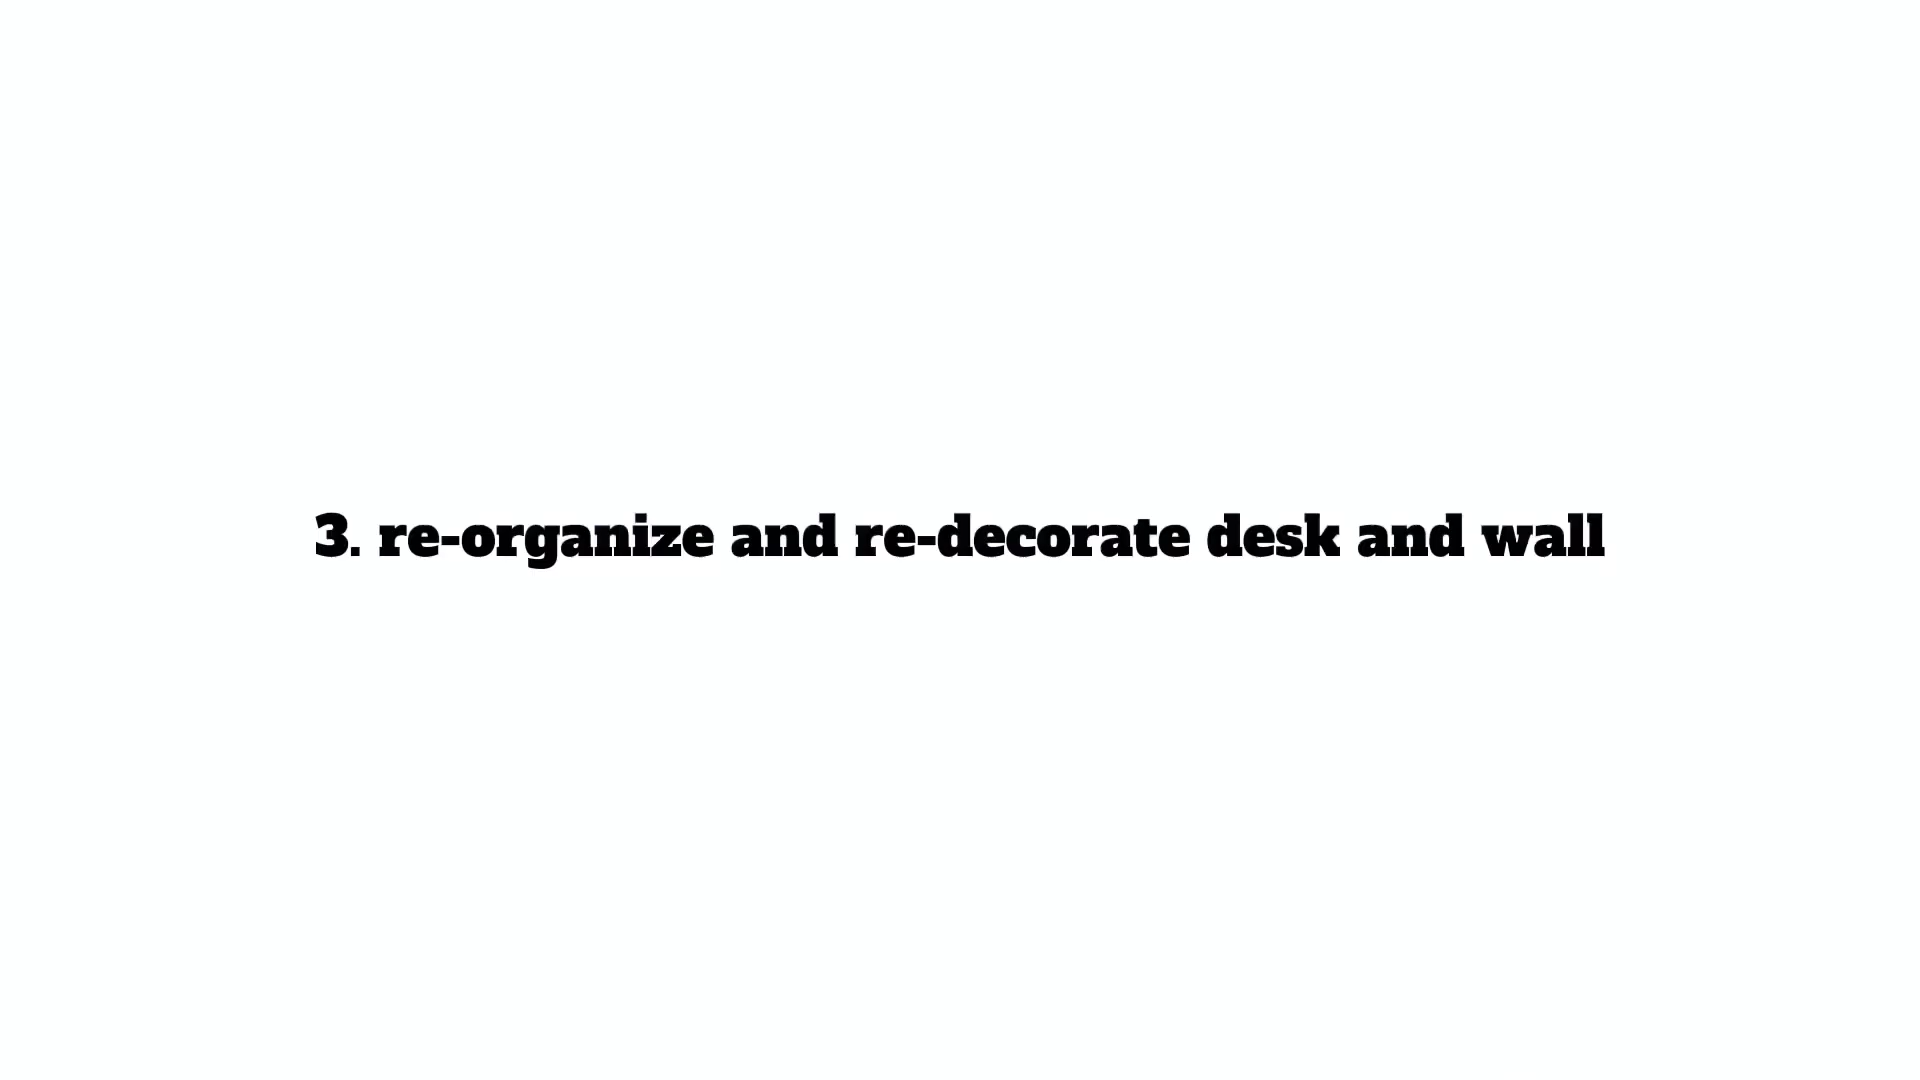 3. re-organize and re-decorate desk and wall